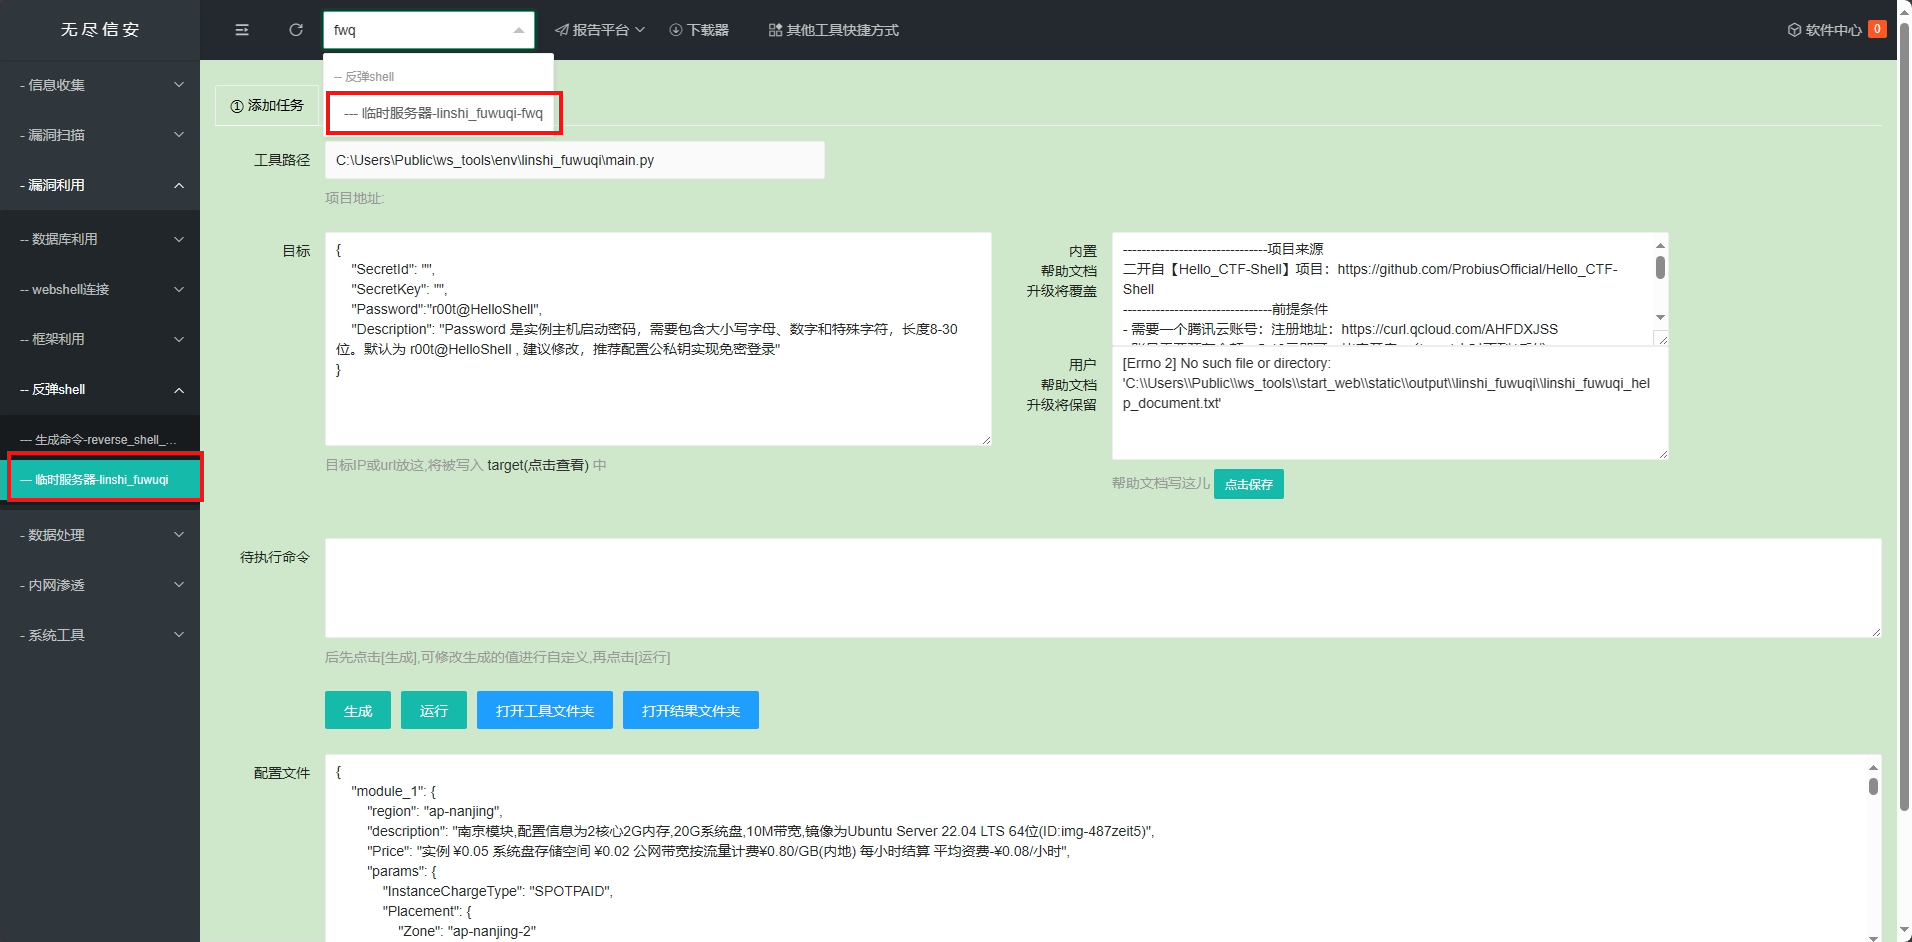 无尽信安
fwq
报告平台
下载器
其他工具快捷方式
软件中心
0
- 信息收集
- 漏洞扫描
- 漏洞利用
-- 数据库利用
-- webshell连接
-- 框架利用
-- 反弹shell
--- 生成命令-reverse_shell_...
--- 临时服务器-linshi_fuwuqi
- 数据处理
- 内网渗透
- 系统工具
-- 反弹shell
--- 临时服务器-linshi_fuwuqi-fwq
① 添加任务
工具路径
C:\Users\Public\ws_tools\env\linshi_fuwuqi\main.py
项目地址:
目标
{
"SecretId": "",
"SecretKey": "",
"Password":"r00t@HelloShell",
"Description": "Password 是实例主机启动密码，需要包含大小写字母、数字和特殊字符，长度8-30
位。默认为 r00t@HelloShell , 建议修改，推荐配置公私钥实现免密登录"
}
目标IP或url放这,将被写入 target(点击查看) 中
内置
帮助文档
升级将覆盖
-------------------------------项目来源
二开自【Hello_CTF-Shell】项目：https://github.com/ProbiusOfficial/Hello_CTF-
Shell
--------------------------------前提条件
- 需要一个腾讯云账号：注册地址：https://curl.qcloud.com/AHFDXJSS
用户
帮助文档
升级将保留
[Errno 2] No such file or directory:
'C:\\Users\\Public\\ws_tools\\start_web\\static\\output\\linshi_fuwuqi\\linshi_fuwuqi_hel
p_document.txt'
帮助文档写这儿
点击保存
待执行命令
后先点击[生成],可修改生成的值进行自定义,再点击[运行]
生成
运行
打开工具文件夹
打开结果文件夹
配置文件
{
"module_1": {
"region": "ap-nanjing",
"description": "南京模块,配置信息为2核心2G内存,20G系统盘,10M带宽,镜像为Ubuntu Server 22.04 LTS 64位(ID:img-487zeit5)",
"Price": "实例 ¥0.05 系统盘存储空间 ¥0.02 公网带宽按流量计费¥0.80/GB(内地) 每小时结算 平均资费-¥0.08/小时",
"params": {
"InstanceChargeType": "SPOTPAID",
"Placement": {
"Zone": "ap-nanjing-2"